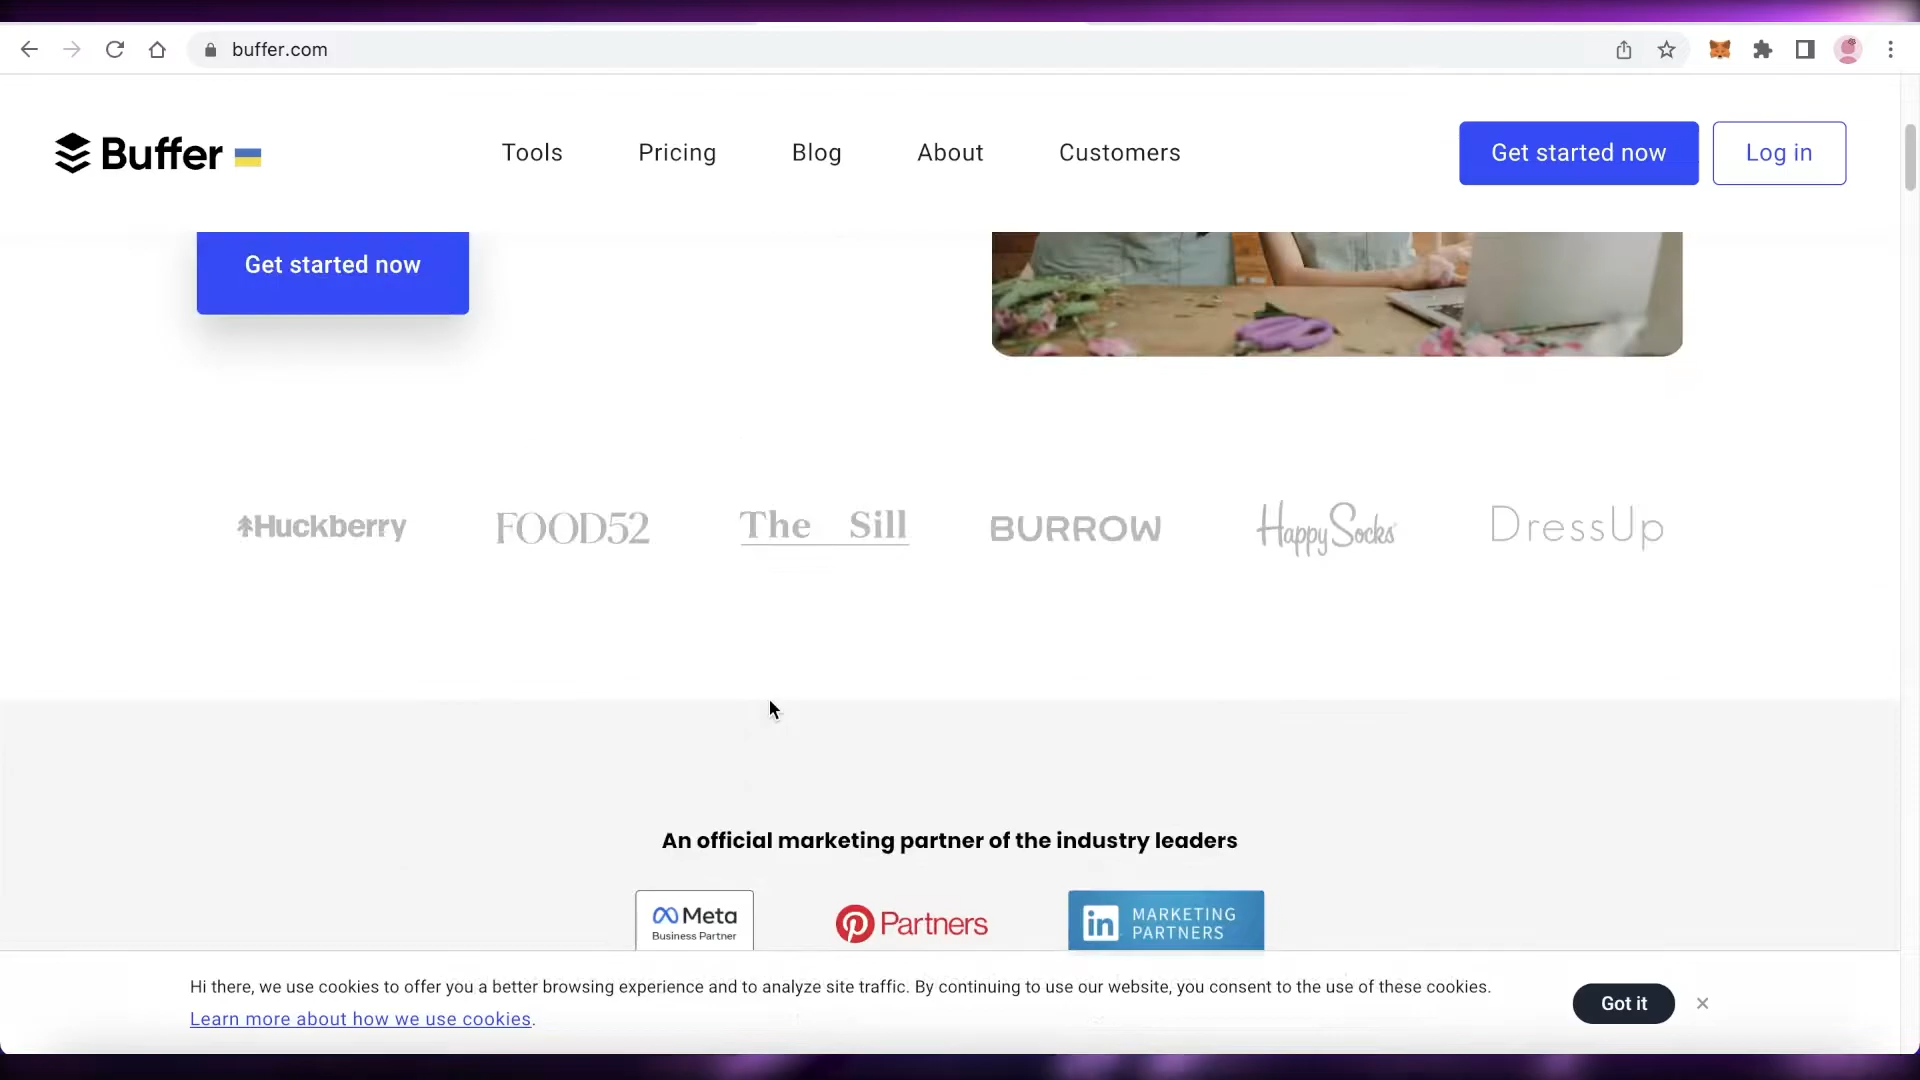 buffer.com
Buffer Tools Pricing Blog About Customers Get started now Log in
Get started now
Huckberry FOOD52 The Sill BURROW Happy Socks DressUp
An official marketing partner of the industry leaders
Meta
Business Partner
Partners
in MARKETING
PARTNERS
Hi there, we use cookies to offer you a better browsing experience and to analyze site traffic. By continuing to use our website, you consent to the use of these cookies.
Learn more about how we use cookies.
Got it